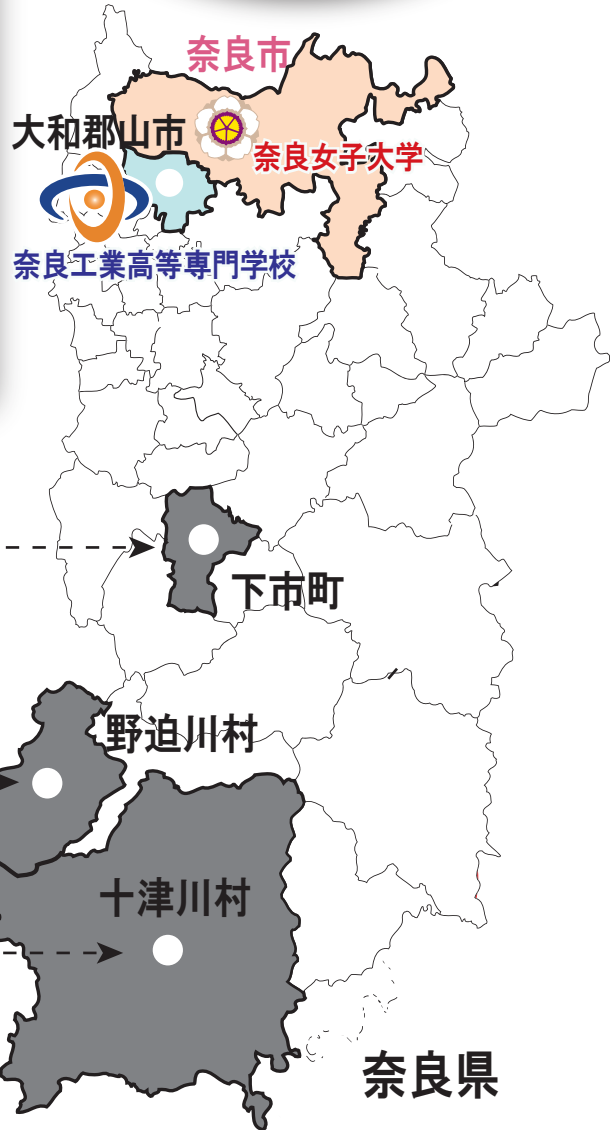 奈良市
大和郡山市
奈良女子大学
奈良工業高等専門学校
下市町
野迫川村
十津川村
奈良県